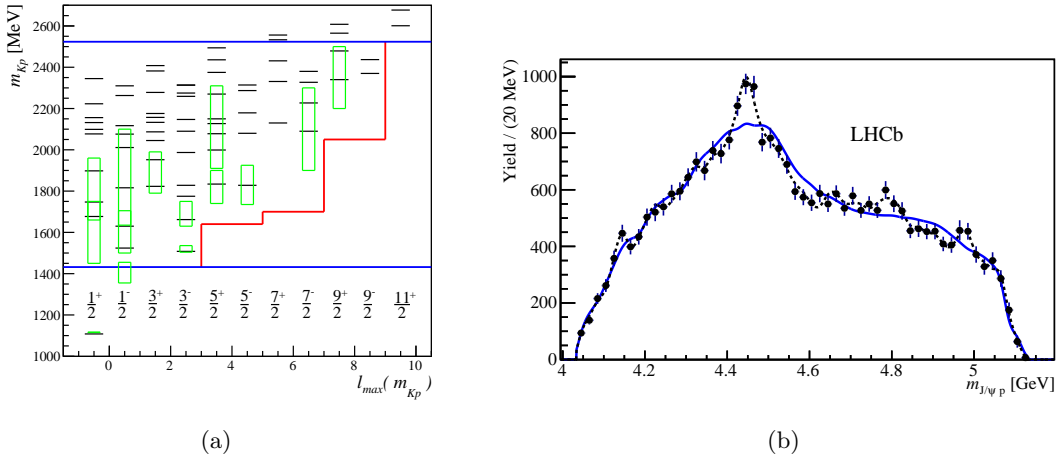 m_{Kp} [MeV]
2600
2400
2200
2000
1800
1600
1400
1200
1000
1/2⁺ 1/2⁻ 3/2⁺ 3/2⁻ 5/2⁺ 5/2⁻ 7/2⁺ 7/2⁻ 9/2⁺ 9/2⁻ 11/2⁺
0 2 4 6 8 10
l_{max}(m_{Kp})
(a)
Yield / (20 MeV)
1000
800
600
400
200
0
LHCb
4 4.2 4.4 4.6 4.8 5
m_{J/ψ p} [GeV]
(b)